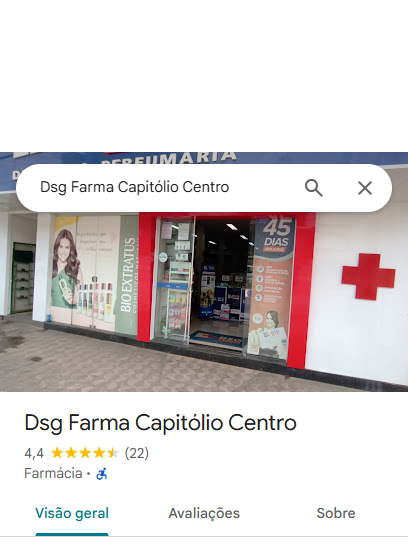 PERFUMARIA
Dsg Farma Capitólio Centro
45
DIAS
BIO EXTRATUS
Dsg Farma Capitólio Centro
4,4 (22)
Farmácia ·
Visão geral Avaliações Sobre